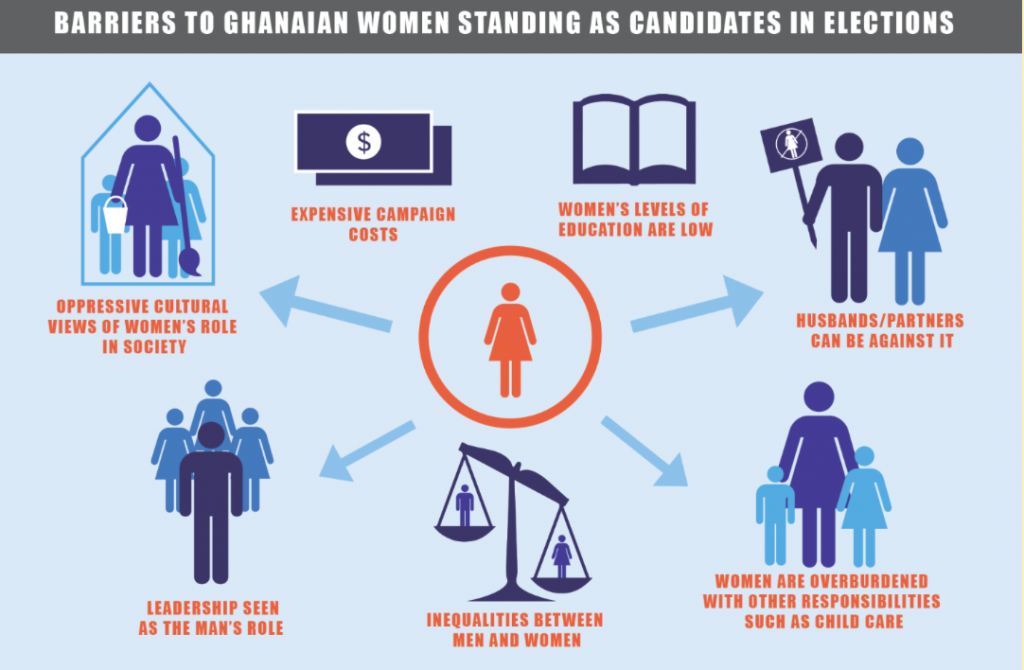 BARRIERS TO GHANAIAN WOMEN STANDING AS CANDIDATES IN ELECTIONS
$
EXPENSIVE CAMPAIGN
COSTS
WOMEN'S LEVELS OF
EDUCATION ARE LOW
OPPRESSIVE CULTURAL
VIEWS OF WOMEN'S ROLE
IN SOCIETY
HUSBANDS/PARTNERS
CAN BE AGAINST IT
LEADERSHIP SEEN
AS THE MAN'S ROLE
INEQUALITIES BETWEEN
MEN AND WOMEN
WOMEN ARE OVERBURDENED
WITH OTHER RESPONSIBILITIES
SUCH AS CHILD CARE